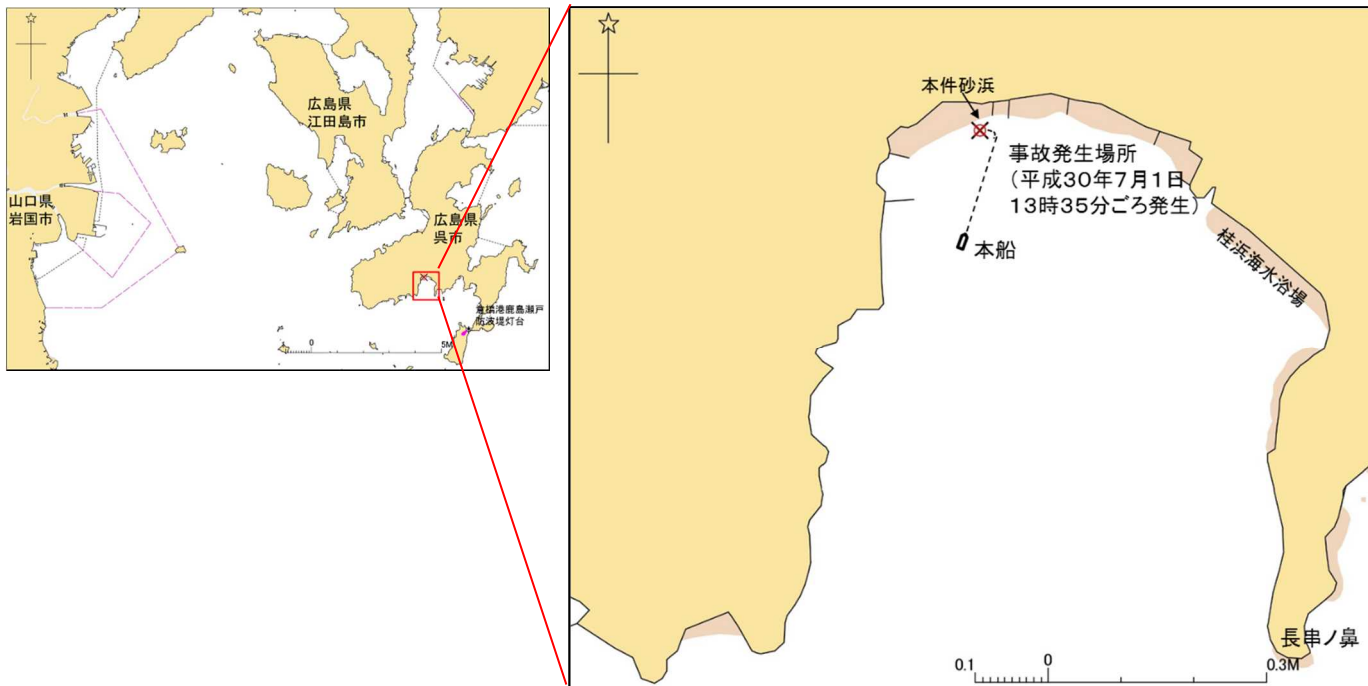 広島県
江田島市
山口県
岩国市
広島県
呉市
倉橋港鹿島瀬戸
防波堤灯台
0
5M
本件砂浜
事故発生場所
(平成30年7月1日
13時35分ごろ発生)
本船
桂浜海水浴場
長串ノ鼻
0.1
0
0.3M